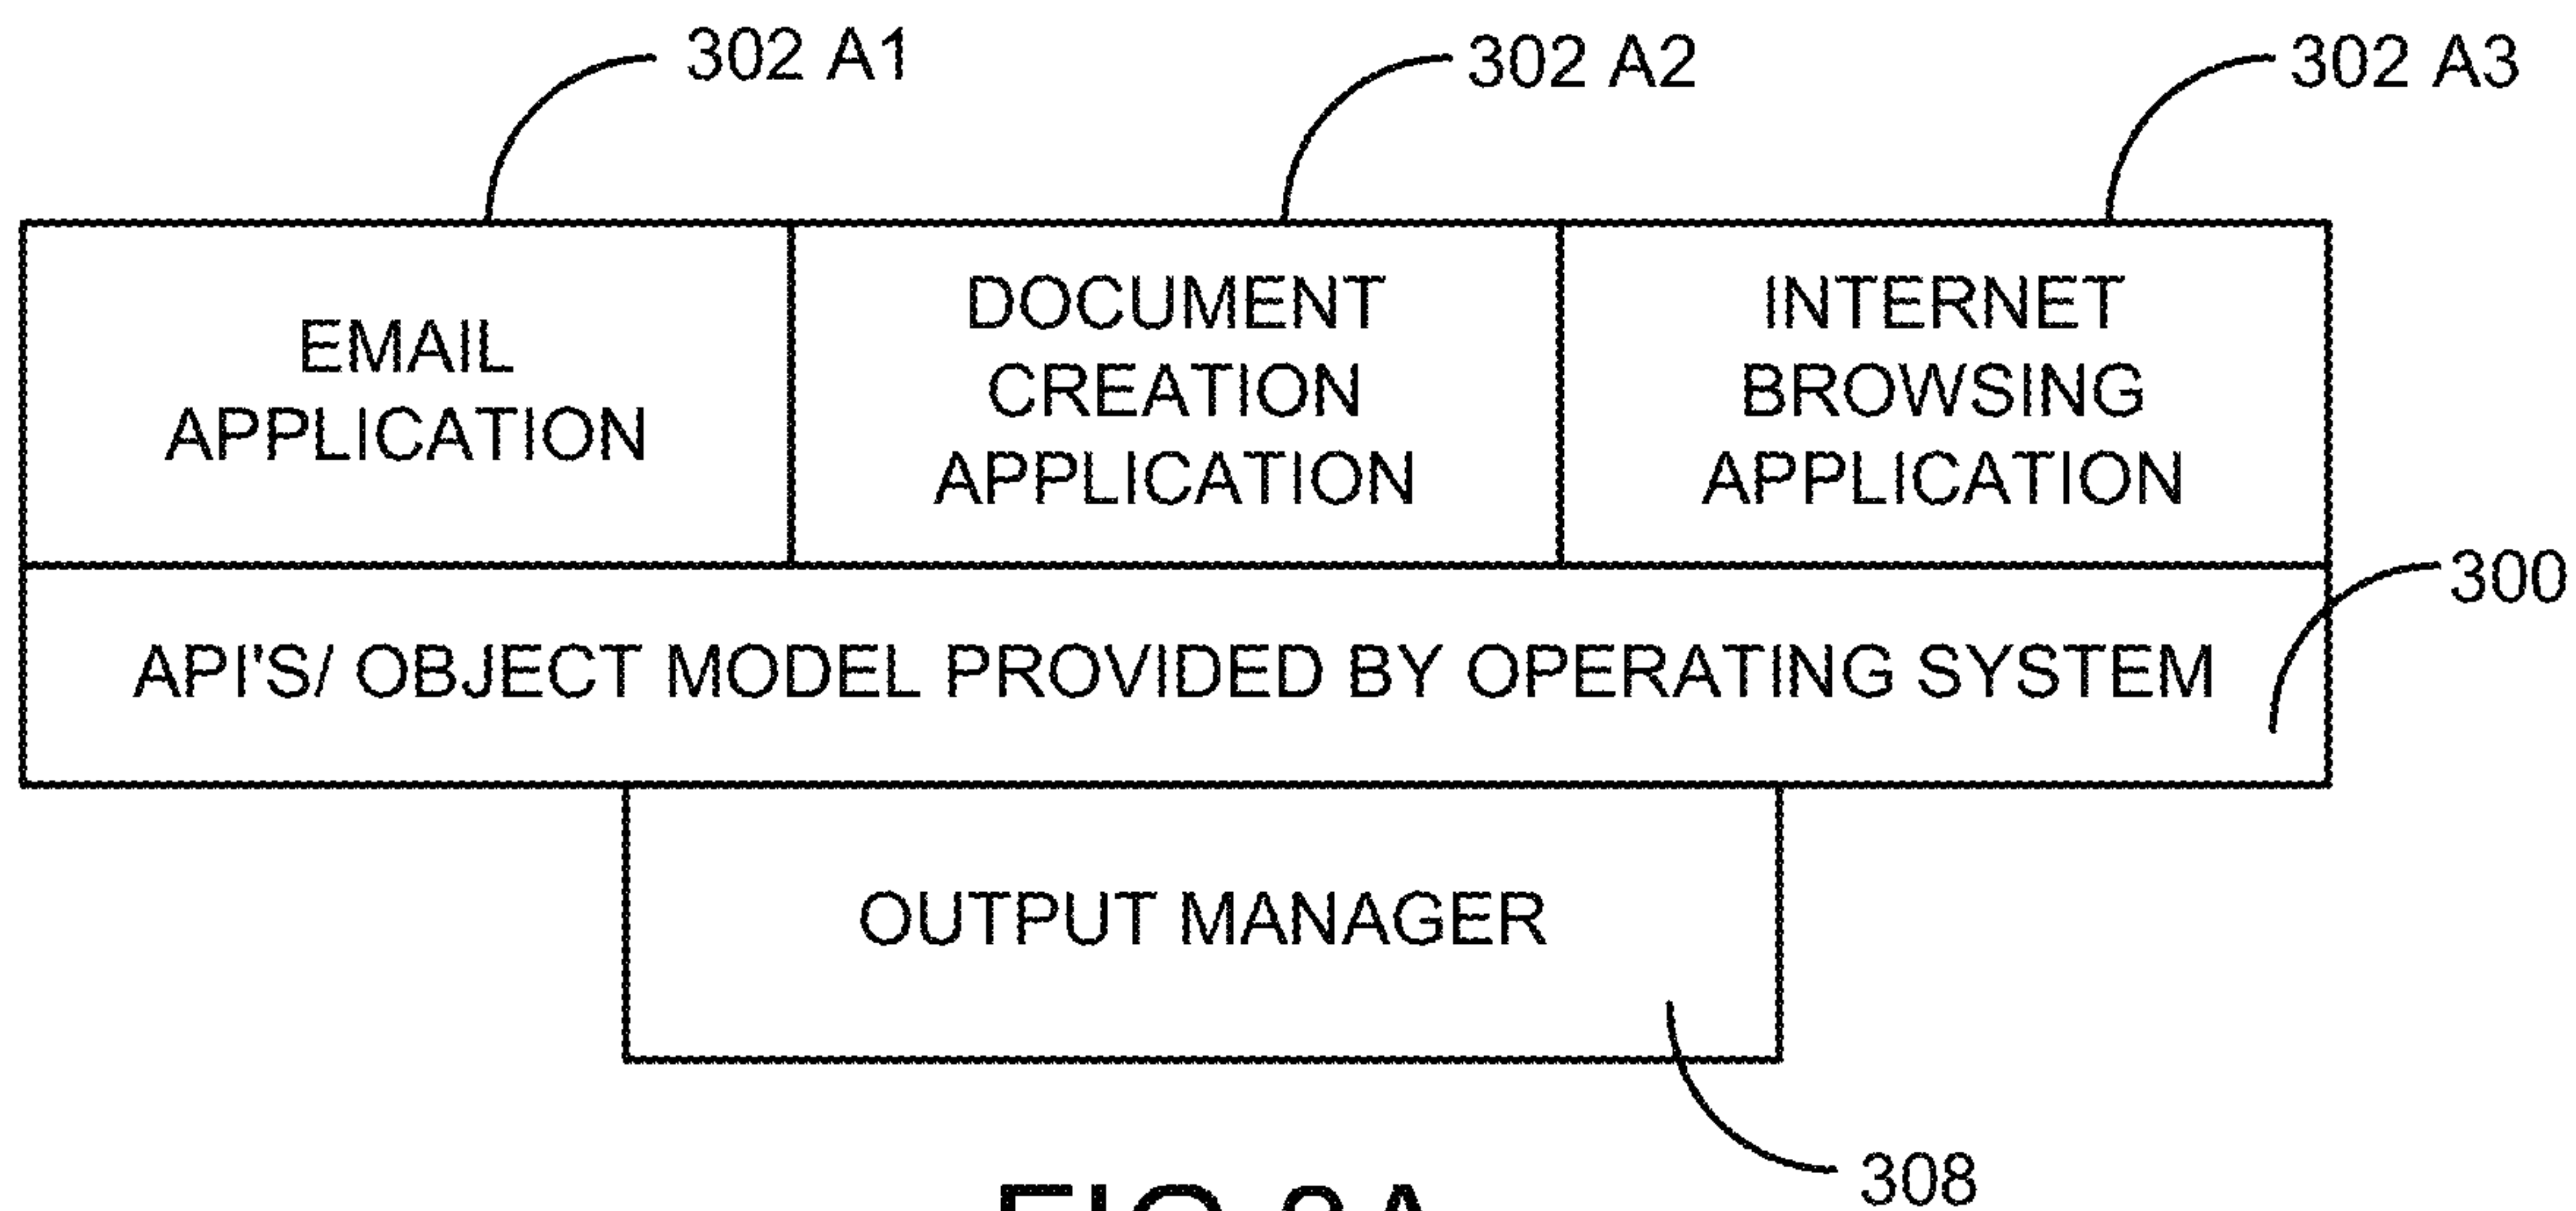 302 A1
302 A2
302 A3
EMAIL
APPLICATION
DOCUMENT
CREATION
APPLICATION
INTERNET
BROWSING
APPLICATION
300
API'S/ OBJECT MODEL PROVIDED BY OPERATING SYSTEM
OUTPUT MANAGER
308